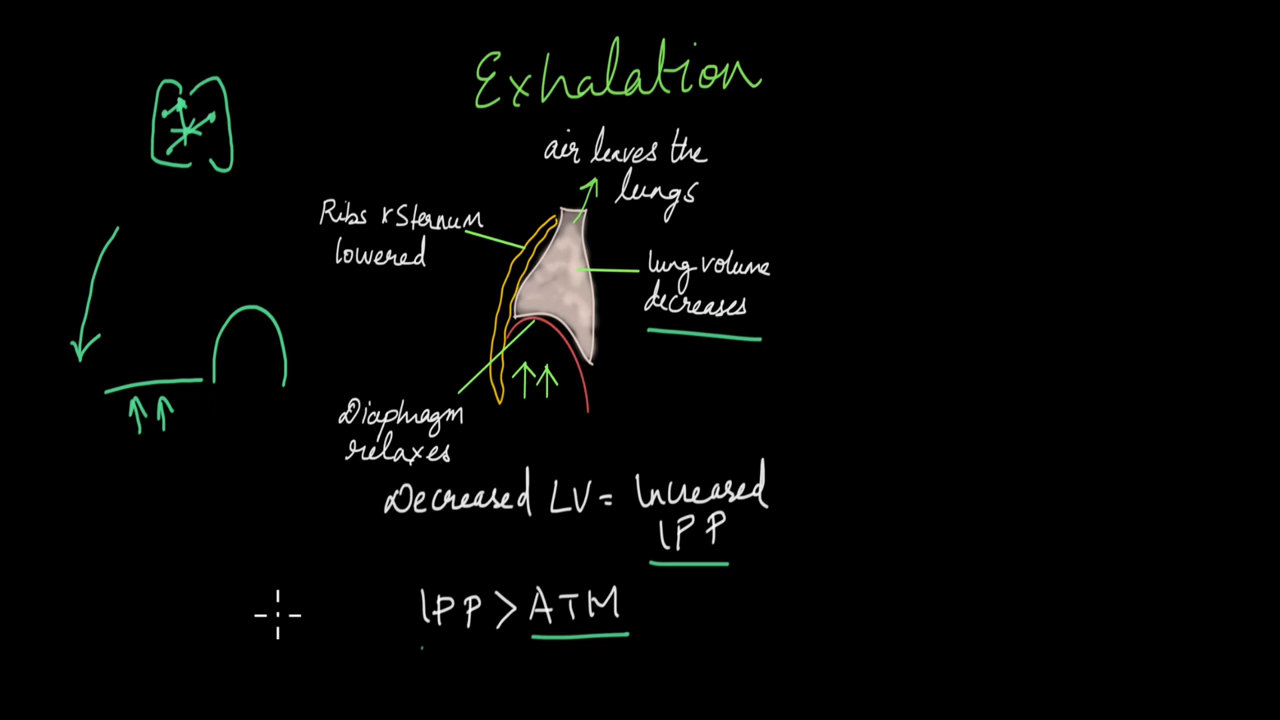 Exhalation
air leaves the
lungs
Ribs & Sternum
lowered
lung volume
decreases
Diaphragm
relaxes
Decreased LV = Increased
IPP
IPP > ATM